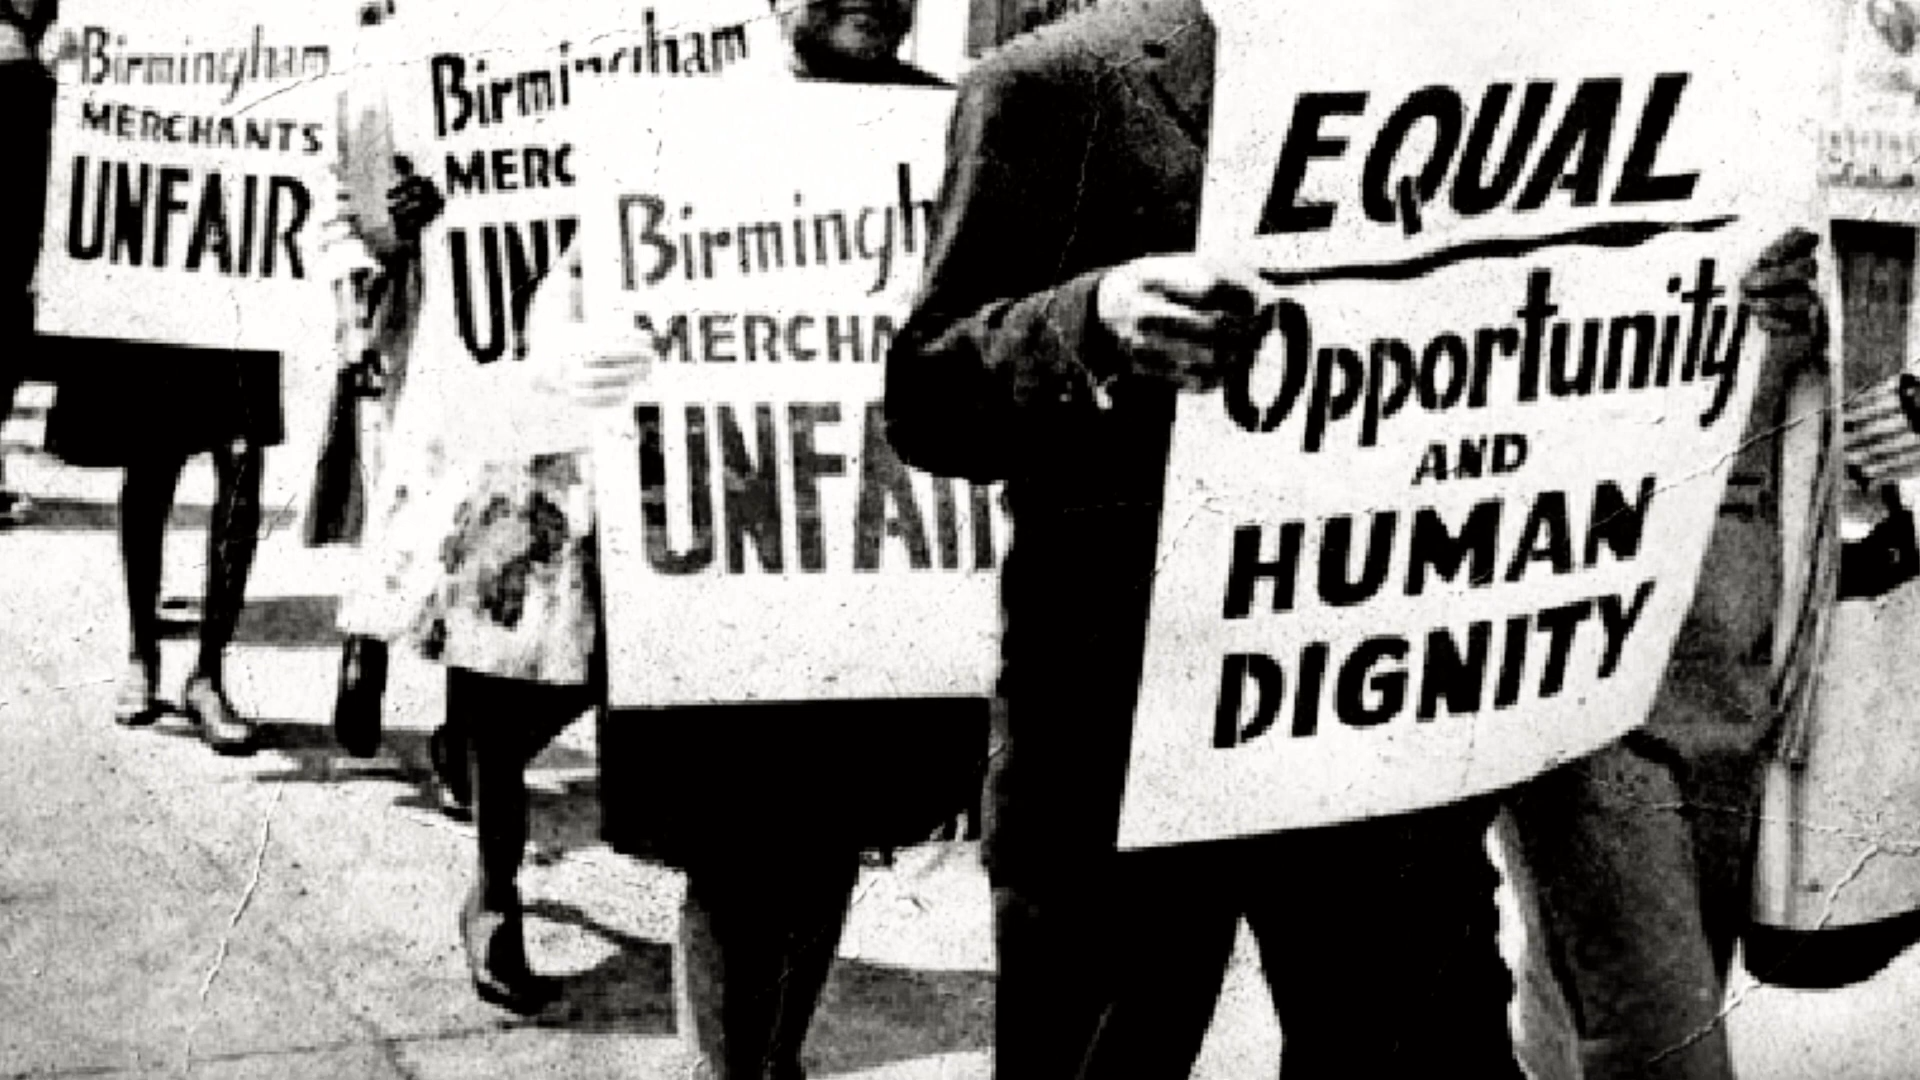 Birmingham
MERCHANTS
UNFAIR
Birmingham
MERC
UN
Birmingh
MERCHA
UNFAIR
EQUAL
Opportunity
AND
HUMAN
DIGNITY